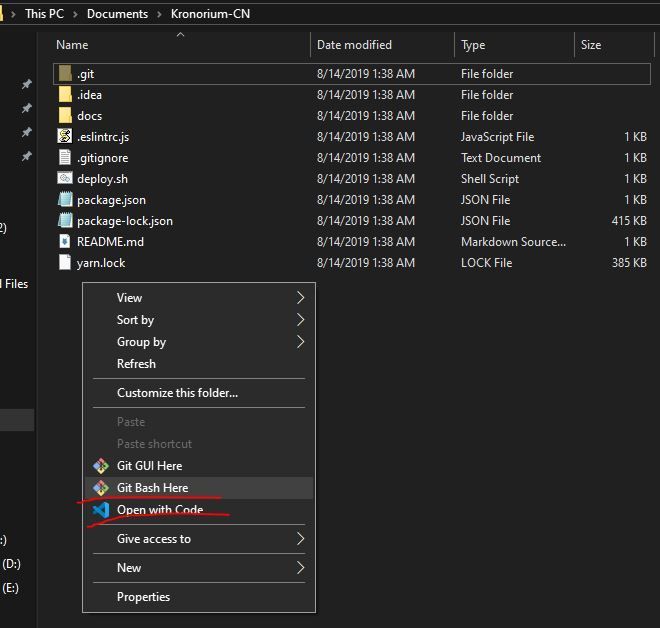 This PC > Documents > Kronorium-CN
Name Date modified Type Size
.git 8/14/2019 1:38 AM File folder
.idea 8/14/2019 1:38 AM File folder
docs 8/14/2019 1:38 AM File folder
.eslintrc.js 8/14/2019 1:38 AM JavaScript File 1 KB
.gitignore 8/14/2019 1:38 AM Text Document 1 KB
deploy.sh 8/14/2019 1:38 AM Shell Script 1 KB
package.json 8/14/2019 1:38 AM JSON File 1 KB
package-lock.json 8/14/2019 1:38 AM JSON File 415 KB
README.md 8/14/2019 1:38 AM Markdown Source... 1 KB
yarn.lock 8/14/2019 1:38 AM LOCK File 385 KB
2)
Files
View
Sort by
Group by
Refresh
Customize this folder...
Paste
Paste shortcut
Git GUI Here
Git Bash Here
Open with Code
Give access to
:)
(D:)
New
(E:)
Properties